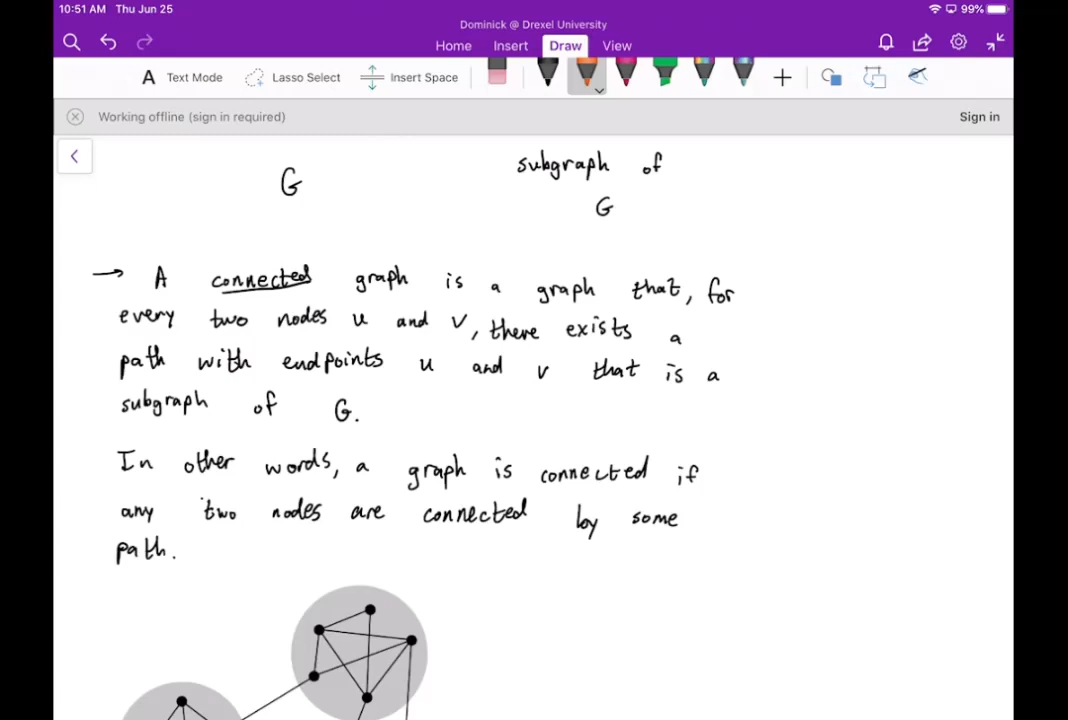 10:51 AM Thu Jun 25
99%
Dominick @ Drexel University
Home Insert Draw View
A Text Mode Lasso Select Insert Space
Working offline (sign in required) Sign in
G subgraph of
G
→ A connected graph is a graph that, for
every two nodes u and v, there exists a
path with endpoints u and v that is a
subgraph of G.
In other words, a graph is connected if
any two nodes are connected by some
path.